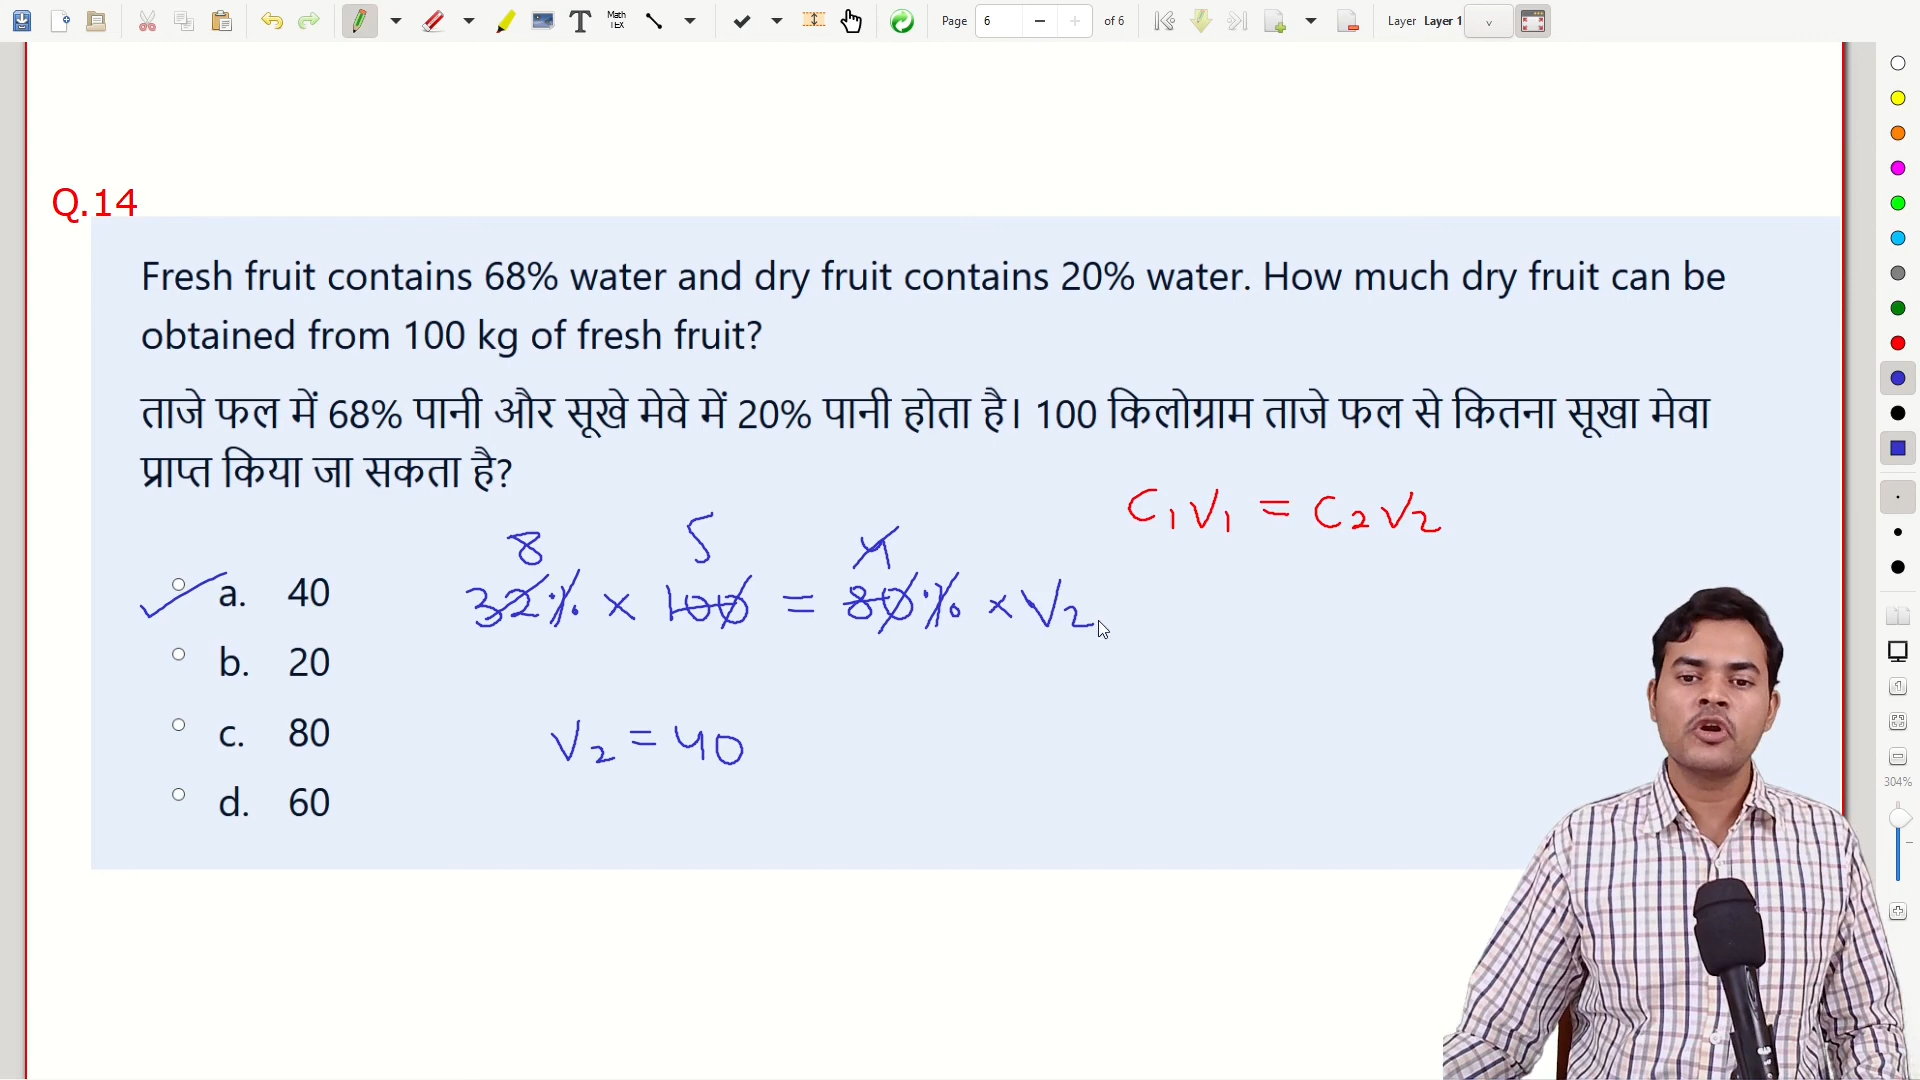 Math
TEX
Page 6 of 6
Layer Layer 1
Q.14
Fresh fruit contains 68% water and dry fruit contains 20% water. How much dry fruit can be
obtained from 100 kg of fresh fruit?
ताजे फल में 68% पानी और सूखे मेवे में 20% पानी होता है। 100 किलोग्राम ताजे फल से कितना सूखा मेवा
प्राप्त किया जा सकता है?
C₁V₁ = C₂V₂
8 5 4
32% × 100 = 80% × V₂
V₂ = 40
a. 40
b. 20
c. 80
d. 60
304%